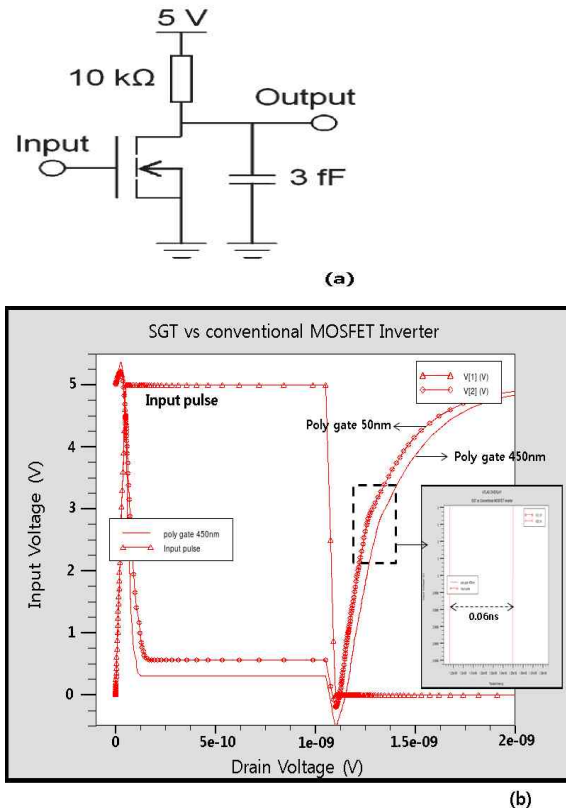 5 V
10 kΩ
Output
Input
3 fF
(a)
SGT vs conventional MOSFET Inverter
V[1] (V)
V[2] (V)
Input pulse
Poly gate 50nm
Poly gate 450nm
poly gate 450nm
Input pulse
0.06ns
Input Voltage (V)
5
4
3
2
1
0
0
5e-10
1e-09
1.5e-09
2e-09
Drain Voltage (V)
(b)